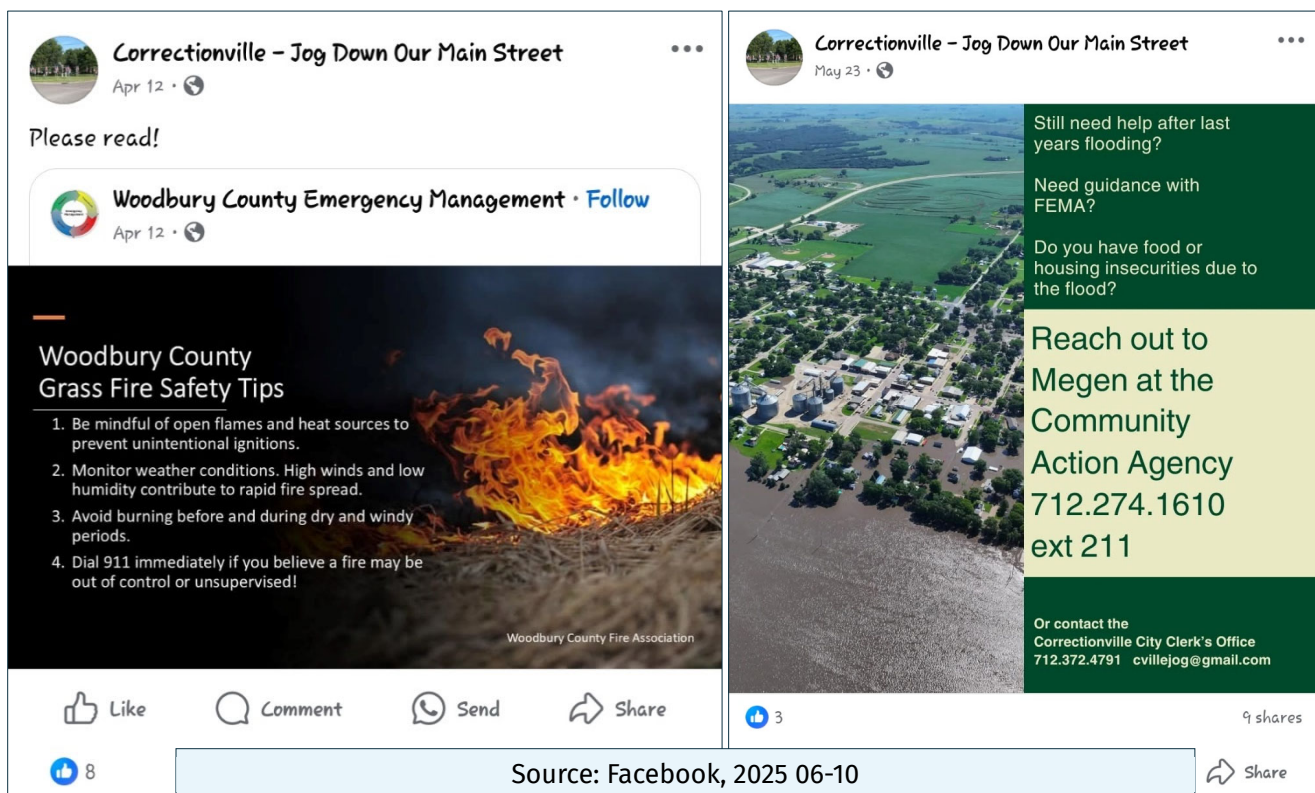 Correctionville – Jog Down Our Main Street
Apr 12 •
Please read!
Woodbury County Emergency Management • Follow
Apr 12 •
Woodbury County
Grass Fire Safety Tips
1. Be mindful of open flames and heat sources to
prevent unintentional ignitions.
2. Monitor weather conditions. High winds and low
humidity contribute to rapid fire spread.
3. Avoid burning before and during dry and windy
periods.
4. Dial 911 immediately if you believe a fire may be
out of control or unsupervised!
Woodbury County Fire Association
Like Comment Send Share
8
Correctionville – Jog Down Our Main Street
May 23 •
Still need help after last
years flooding?
Need guidance with
FEMA?
Do you have food or
housing insecurities due to
the flood?
Reach out to
Megen at the
Community
Action Agency
712.274.1610
ext 211
Or contact the
Correctionville City Clerk's Office
712.372.4791 cvillejog@gmail.com
3 9 shares
Share
Source: Facebook, 2025 06-10